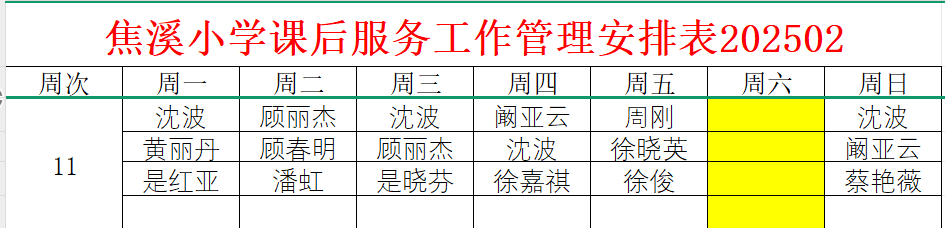 焦溪小学课后服务工作管理安排表202502
周次 周一 周二 周三 周四 周五 周六 周日
沈波 顾丽杰 沈波 阚亚云 周刚 沈波
11 黄丽丹 顾春明 顾丽杰 沈波 徐晓英 阚亚云
是红亚 潘虹 是晓芬 徐嘉祺 徐俊 蔡艳薇